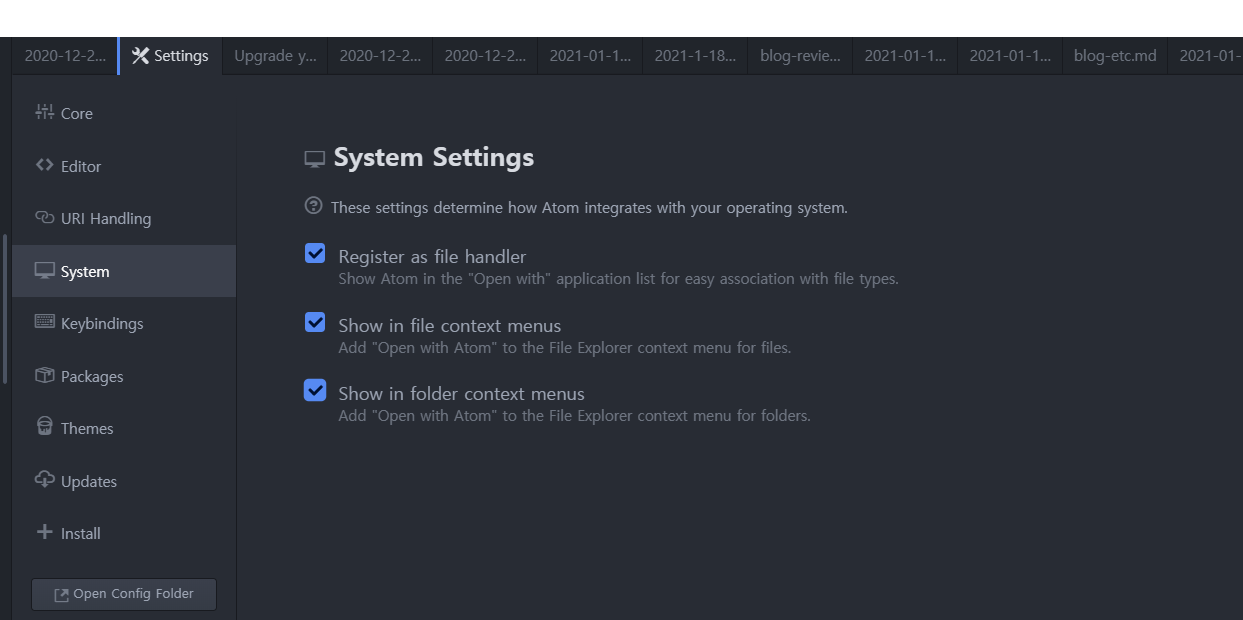 2020-12-2... Settings Upgrade y... 2020-12-2... 2020-12-2... 2021-01-1... 2021-1-18... blog-revie... 2021-01-1... 2021-01-1... blog-etc.md 2021-01-
Core
Editor
URI Handling
System
Keybindings
Packages
Themes
Updates
Install
Open Config Folder
System Settings
These settings determine how Atom integrates with your operating system.
Register as file handler
Show Atom in the "Open with" application list for easy association with file types.
Show in file context menus
Add "Open with Atom" to the File Explorer context menu for files.
Show in folder context menus
Add "Open with Atom" to the File Explorer context menu for folders.